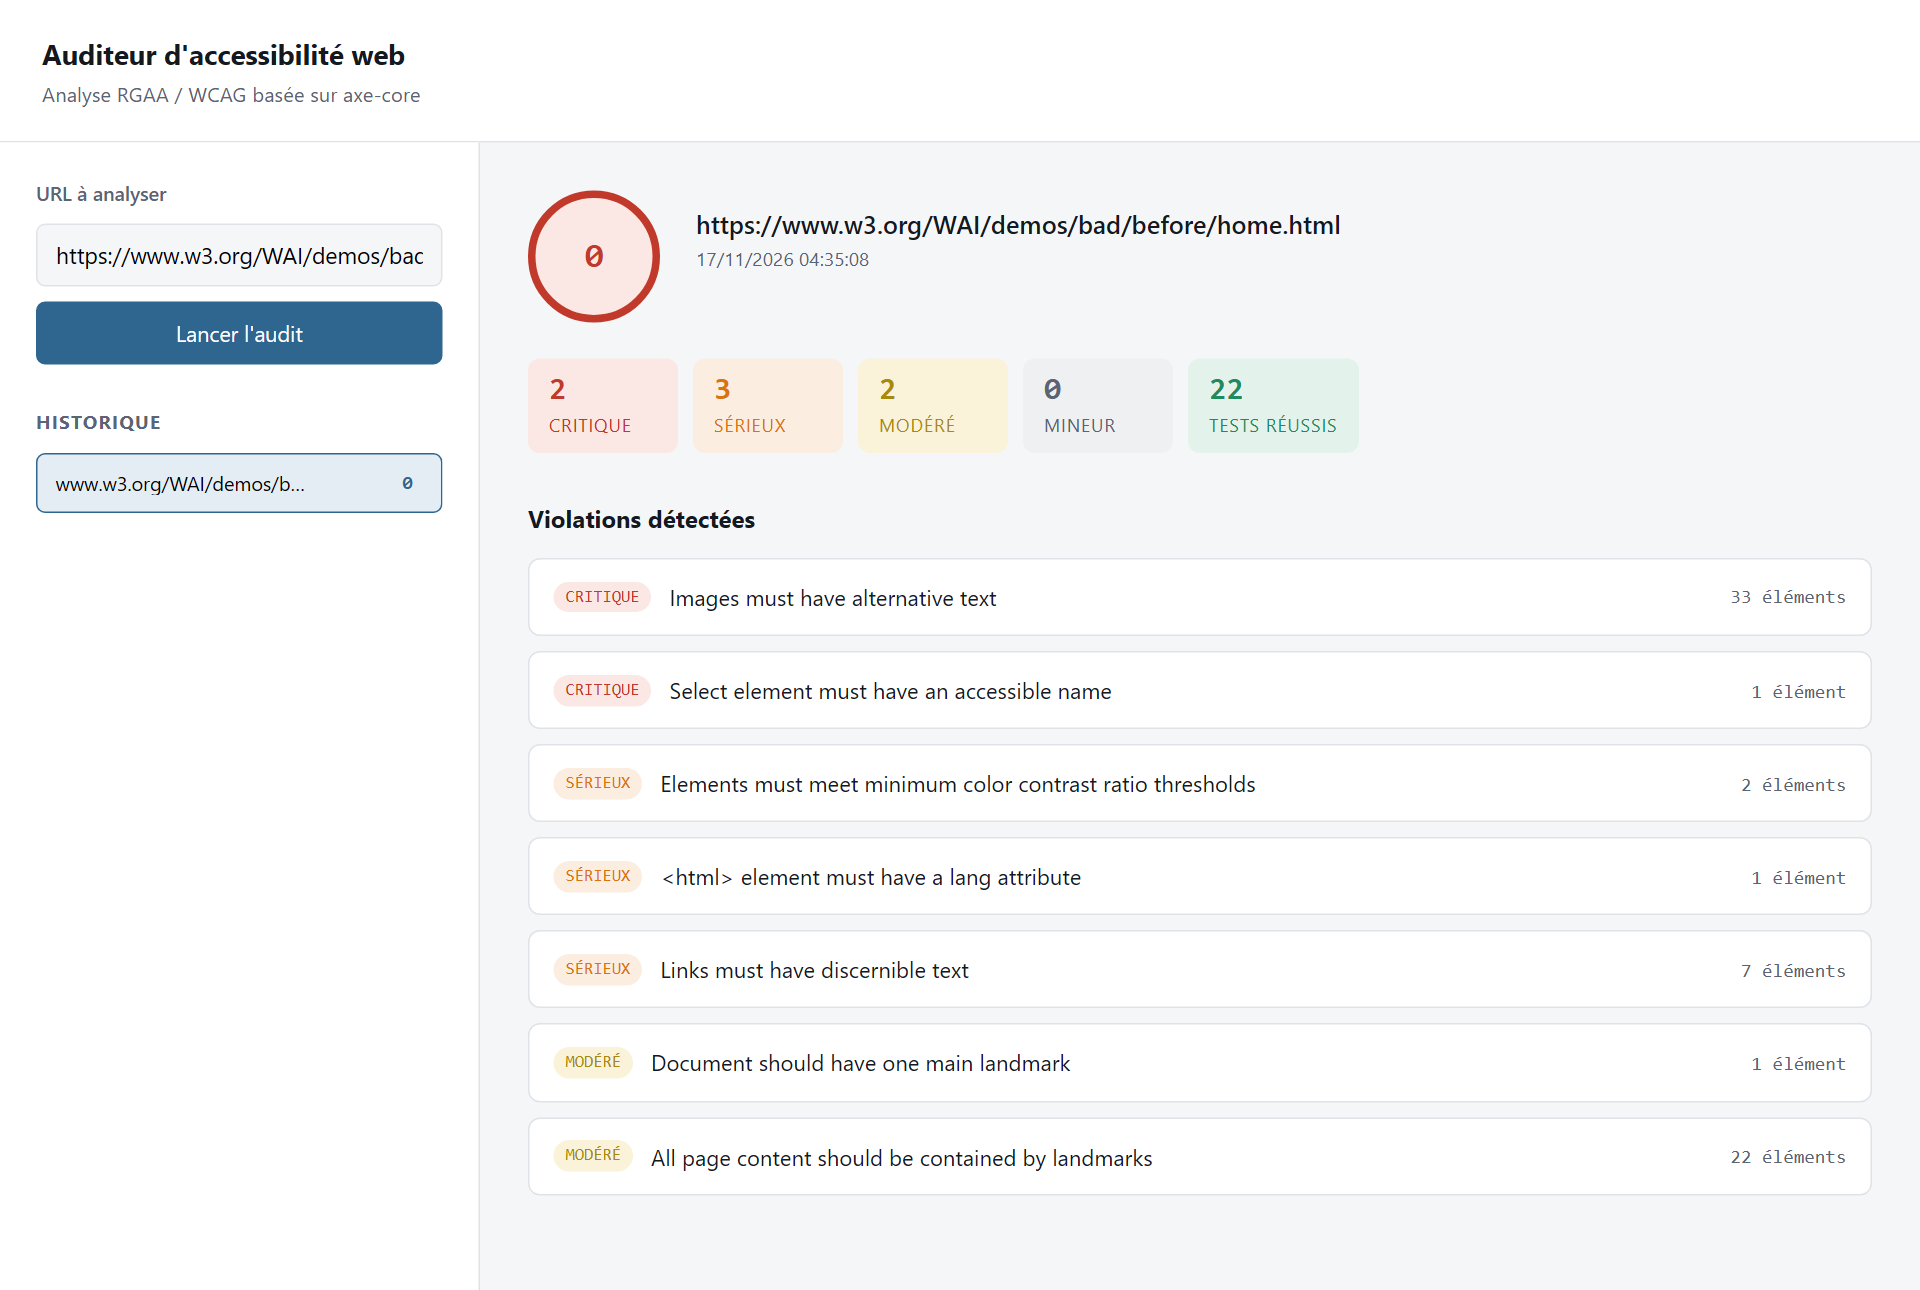 Auditeur d'accessibilité web
Analyse RGAA / WCAG basée sur axe-core
URL à analyser
https://www.w3.org/WAI/demos/bad
Lancer l'audit
HISTORIQUE
www.w3.org/WAI/demos/b... 0
0
https://www.w3.org/WAI/demos/bad/before/home.html
17/11/2026 04:35:08
2
CRITIQUE
3
SÉRIEUX
2
MODÉRÉ
0
MINEUR
22
TESTS RÉUSSIS
Violations détectées
CRITIQUE Images must have alternative text 33 éléments
CRITIQUE Select element must have an accessible name 1 élément
SÉRIEUX Elements must meet minimum color contrast ratio thresholds 2 éléments
SÉRIEUX <html> element must have a lang attribute 1 élément
SÉRIEUX Links must have discernible text 7 éléments
MODÉRÉ Document should have one main landmark 1 élément
MODÉRÉ All page content should be contained by landmarks 22 éléments